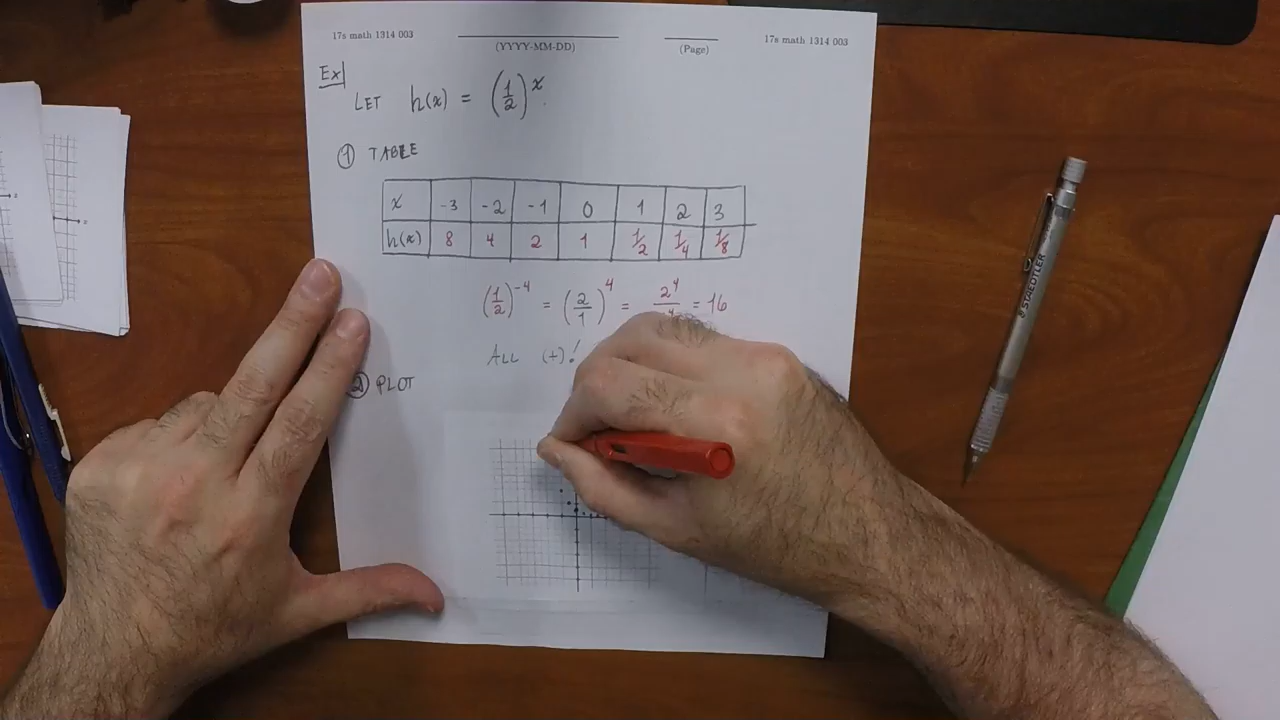 17s math 1314 003
(YYYY-MM-DD)
(Page)
17s math 1314 003
Ex
LET h(x) = (1/2)^x
① TABLE
x -3 -2 -1 0 1 2 3
h(x) 8 4 2 1 1/2 1/4 1/8
(1/2)^-4 = (2/1)^4 = 2^4/ = 16
ALL (+)!
② PLOT
STAEDTLER